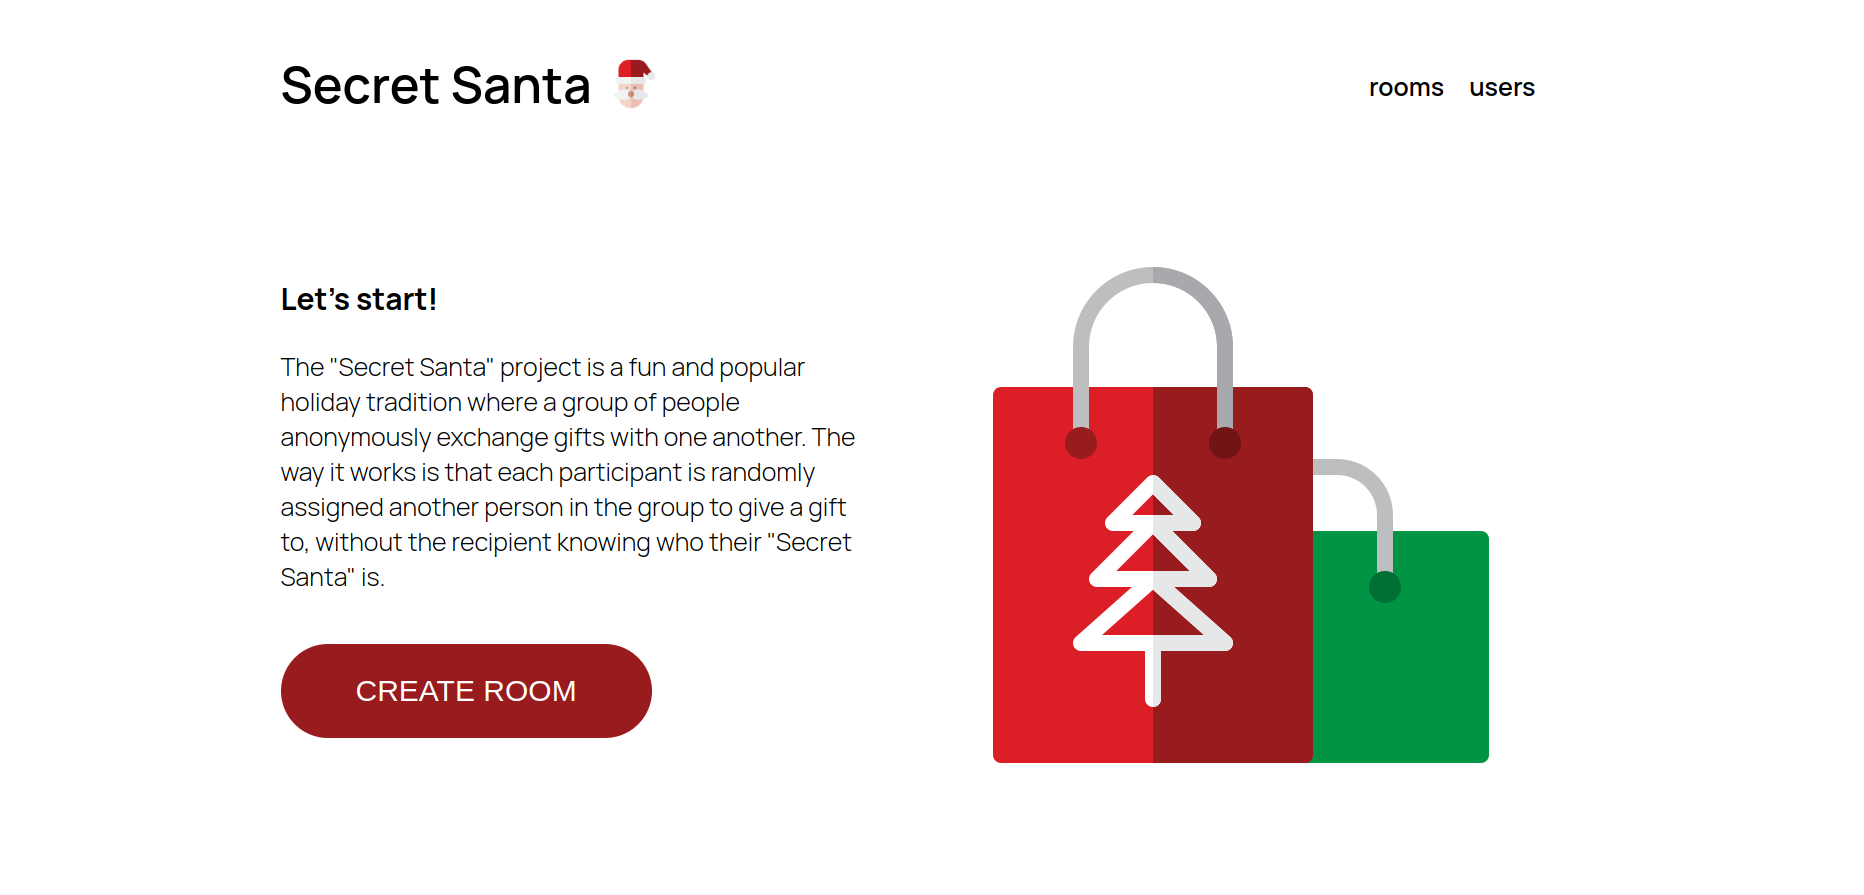 Secret Santa
rooms users
Let's start!
The "Secret Santa" project is a fun and popular
holiday tradition where a group of people
anonymously exchange gifts with one another. The
way it works is that each participant is randomly
assigned another person in the group to give a gift
to, without the recipient knowing who their "Secret
Santa" is.
CREATE ROOM